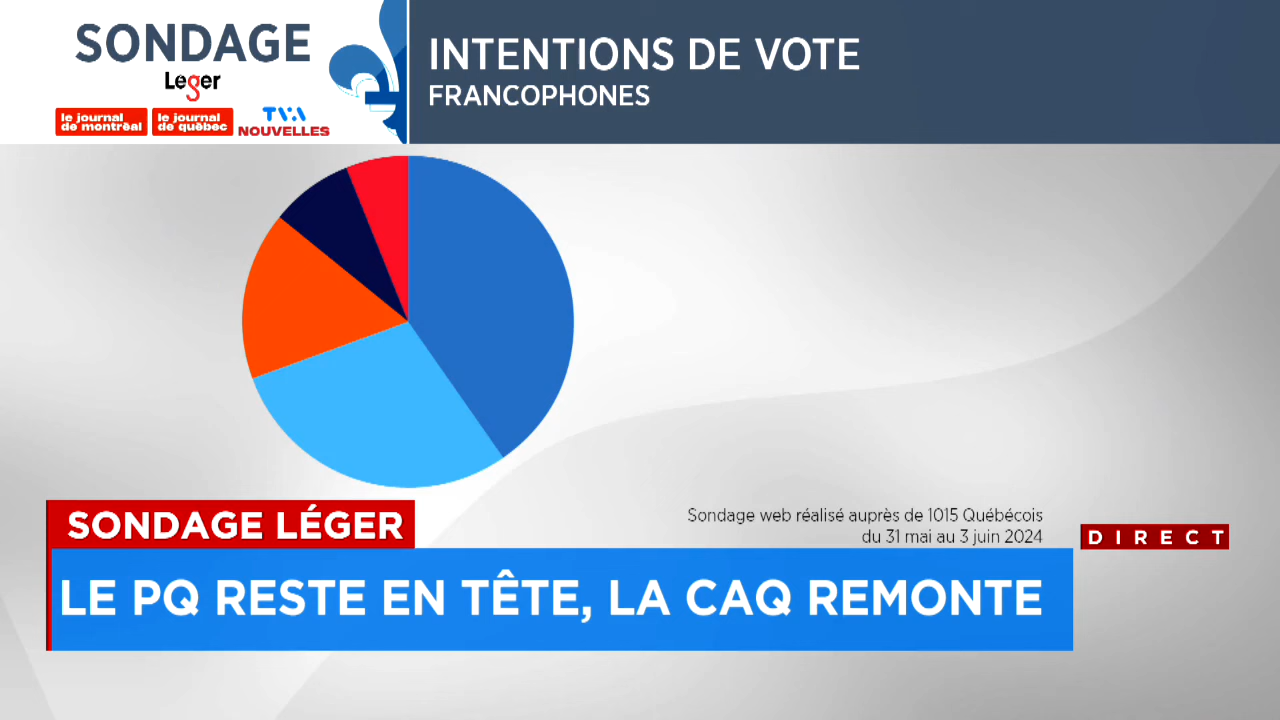 SONDAGE
Léger
le journal
de montréal
le journal
de québec
TVA
NOUVELLES
INTENTIONS DE VOTE
FRANCOPHONES
Sondage web réalisé auprès de 1015 Québécois
du 31 mai au 3 juin 2024
SONDAGE LÉGER
DIRECT
LE PQ RESTE EN TÊTE, LA CAQ REMONTE